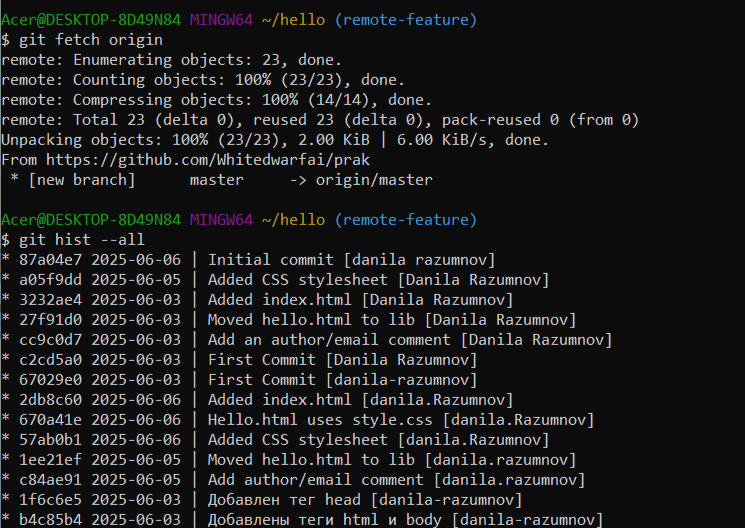 Acer@DESKTOP-8D49N84 MINGW64 ~/hello (remote-feature)
$ git fetch origin
remote: Enumerating objects: 23, done.
remote: Counting objects: 100% (23/23), done.
remote: Compressing objects: 100% (14/14), done.
remote: Total 23 (delta 0), reused 23 (delta 0), pack-reused 0 (from 0)
Unpacking objects: 100% (23/23), 2.00 KiB | 6.00 KiB/s, done.
From https://github.com/Whitedwarfai/prak
 * [new branch]      master     -> origin/master

Acer@DESKTOP-8D49N84 MINGW64 ~/hello (remote-feature)
$ git hist --all
* 87a04e7 2025-06-06 | Initial commit [danila razumnov]
* a05f9dd 2025-06-05 | Added CSS stylesheet [Danila Razumnov]
* 3232ae4 2025-06-03 | Added index.html [Danila Razumnov]
* 27f91d0 2025-06-03 | Moved hello.html to lib [Danila Razumnov]
* cc9c0d7 2025-06-03 | Add an author/email comment [Danila Razumnov]
* c2cd5a0 2025-06-03 | First Commit [Danila Razumnov]
* 67029e0 2025-06-03 | First Commit [danila-razumnov]
* 2db8c60 2025-06-06 | Added index.html [danila.Razumnov]
* 670a41e 2025-06-06 | Hello.html uses style.css [danila.Razumnov]
* 57ab0b1 2025-06-05 | Added CSS stylesheet [danila.Razumnov]
* 1ee21ef 2025-06-05 | Moved hello.html to lib [danila.razumnov]
* c84ae91 2025-06-05 | Add author/email comment [danila.razumnov]
* 1f6c6e5 2025-06-03 | Добавлен тег head [danila-razumnov]
* b4c85b4 2025-06-03 | Добавлены теги html и body [danila-razumnov]